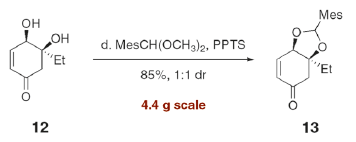 OH
OH
Et
O
12
d. MesCH(OCH₃)₂, PPTS
85%, 1:1 dr
4.4 g scale
Mes
O
O
Et
O
13